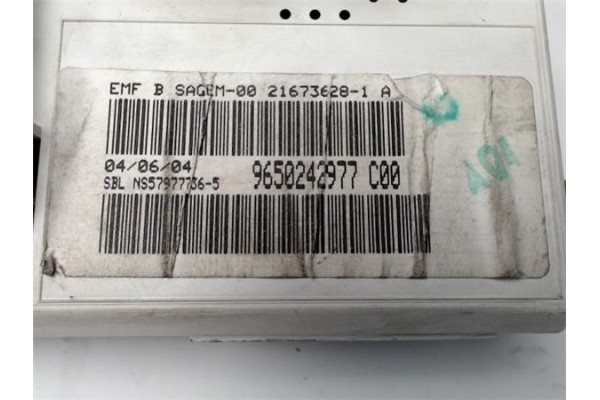 EMF B SAGEM-00 21673628-1 A
04/06/04
9650242977 C00
SBL NS57977736-5